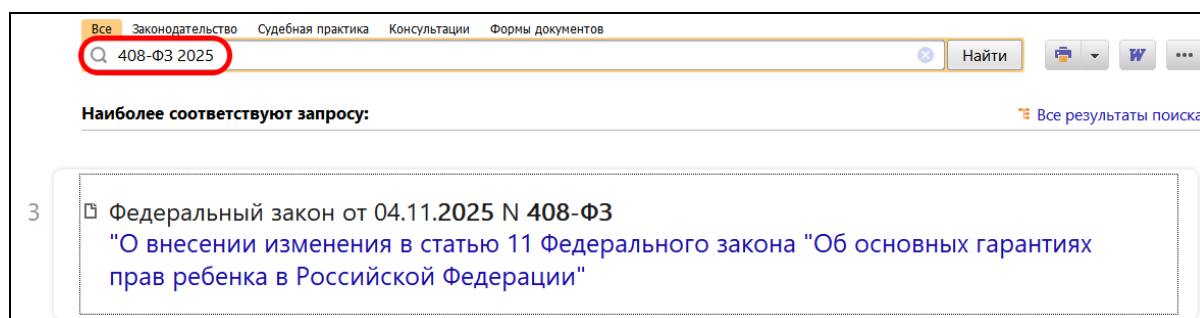 Все Законодательство Судебная практика Консультации Формы документов
408-ФЗ 2025 Найти W ...
Наиболее соответствуют запросу: Все результаты поиска
3 Федеральный закон от 04.11.2025 N 408-ФЗ
"О внесении изменения в статью 11 Федерального закона "Об основных гарантиях
прав ребенка в Российской Федерации"